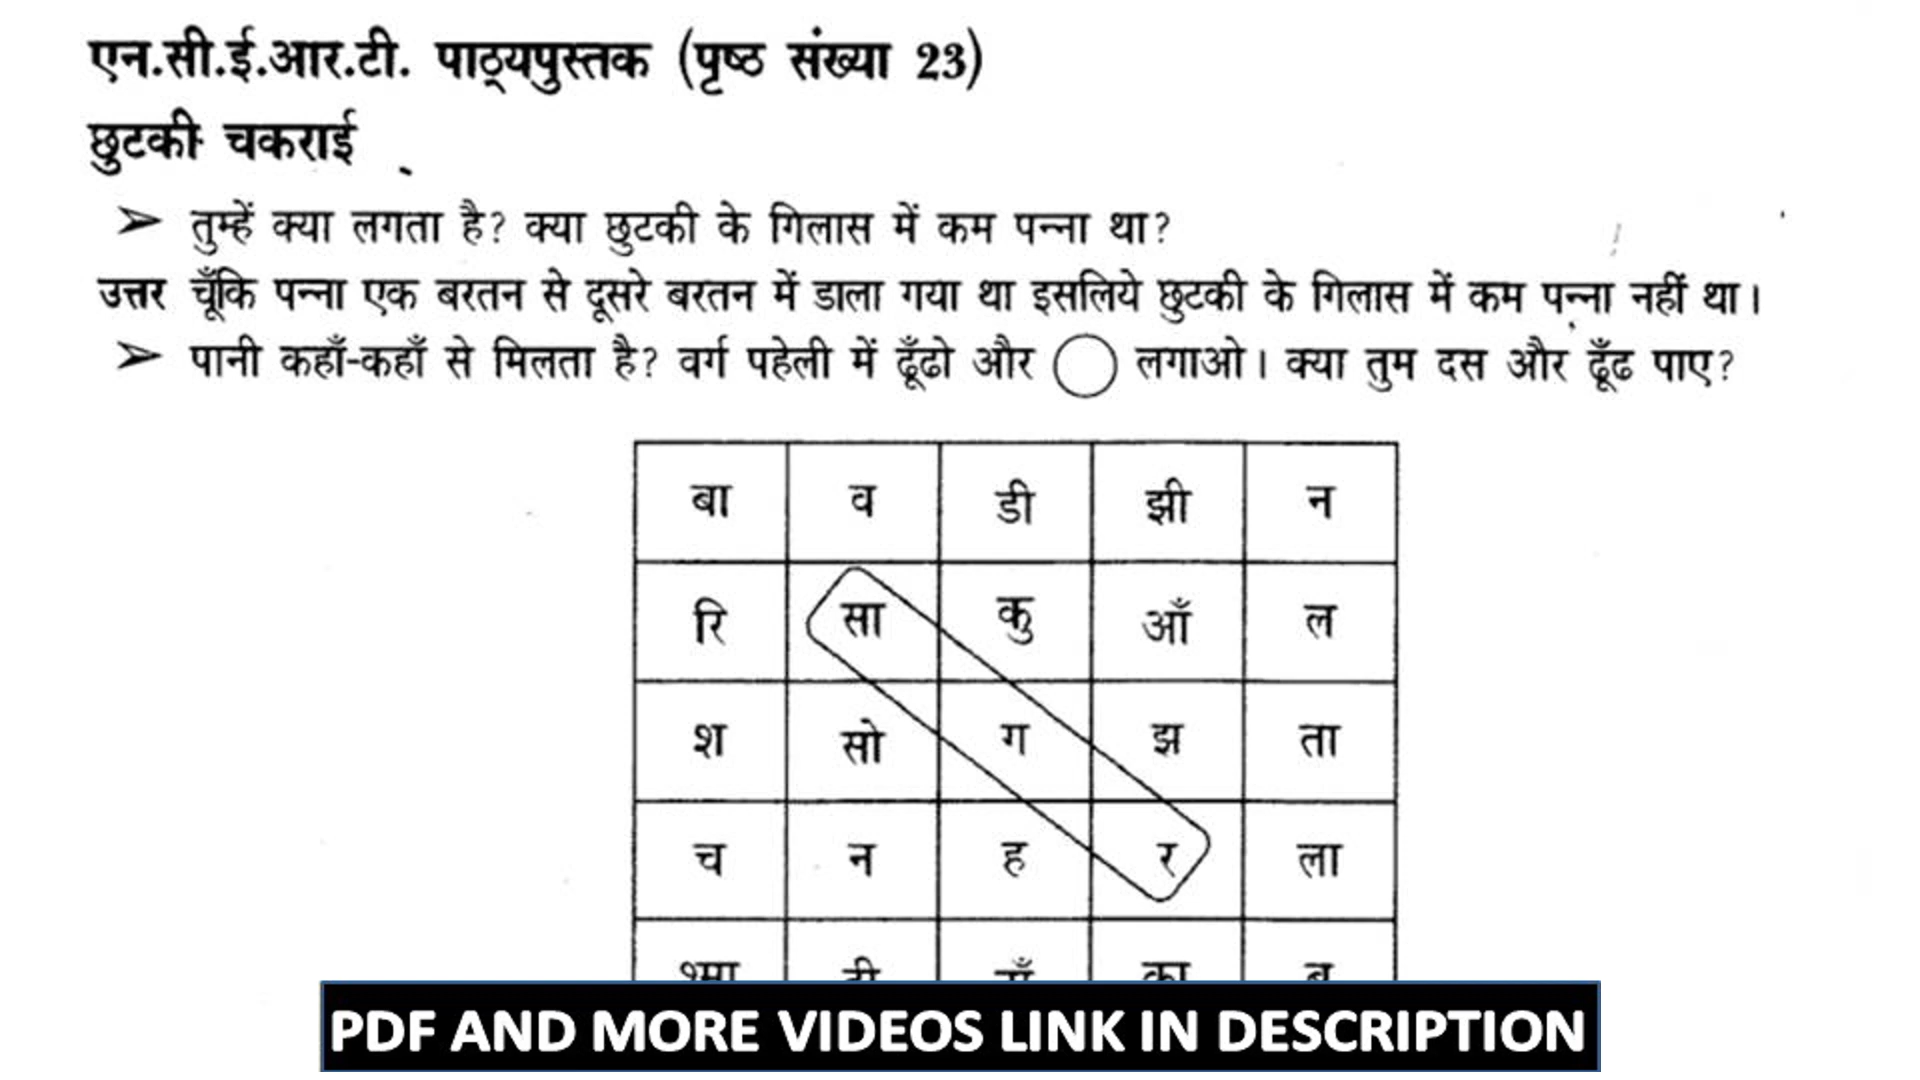 एन.सी.ई.आर.टी. पाठ्यपुस्तक (पृष्ठ संख्या 23)
छुटकी चकराई
➢ तुम्हें क्या लगता है? क्या छुटकी के गिलास में कम पन्ना था?
उत्तर चूँकि पन्ना एक बरतन से दूसरे बरतन में डाला गया था इसलिये छुटकी के गिलास में कम पन्ना नहीं था।
➢ पानी कहाँ-कहाँ से मिलता है? वर्ग पहेली में ढूँढो और ◯ लगाओ। क्या तुम दस और ढूँढ पाए?
बा व डी झी न
रि सा कु आँ ल
श सो ग झ ता
च न ह र ला
PDF AND MORE VIDEOS LINK IN DESCRIPTION